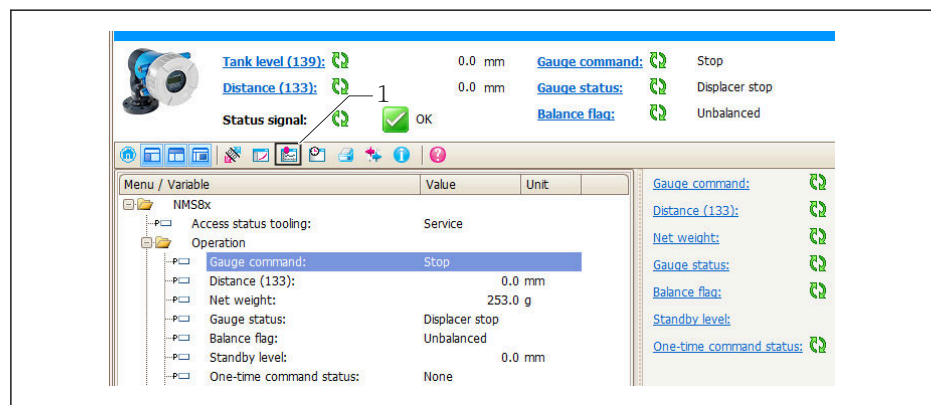 Tank level (139): 0.0 mm Gauge command: Stop
Distance (133): 0.0 mm Gauge status: Displacer stop
1
Status signal: OK Balance flag: Unbalanced
Menu / Variable Value Unit
NMS8x
Access status tooling: Service
Operation
Gauge command: Stop
Distance (133): 0.0 mm
Net weight: 253.0 g
Gauge status: Displacer stop
Balance flag: Unbalanced
Standby level: 0.0 mm
One-time command status: None
Gauge command:
Distance (133):
Net weight:
Gauge status:
Balance flag:
Standby level:
One-time command status: